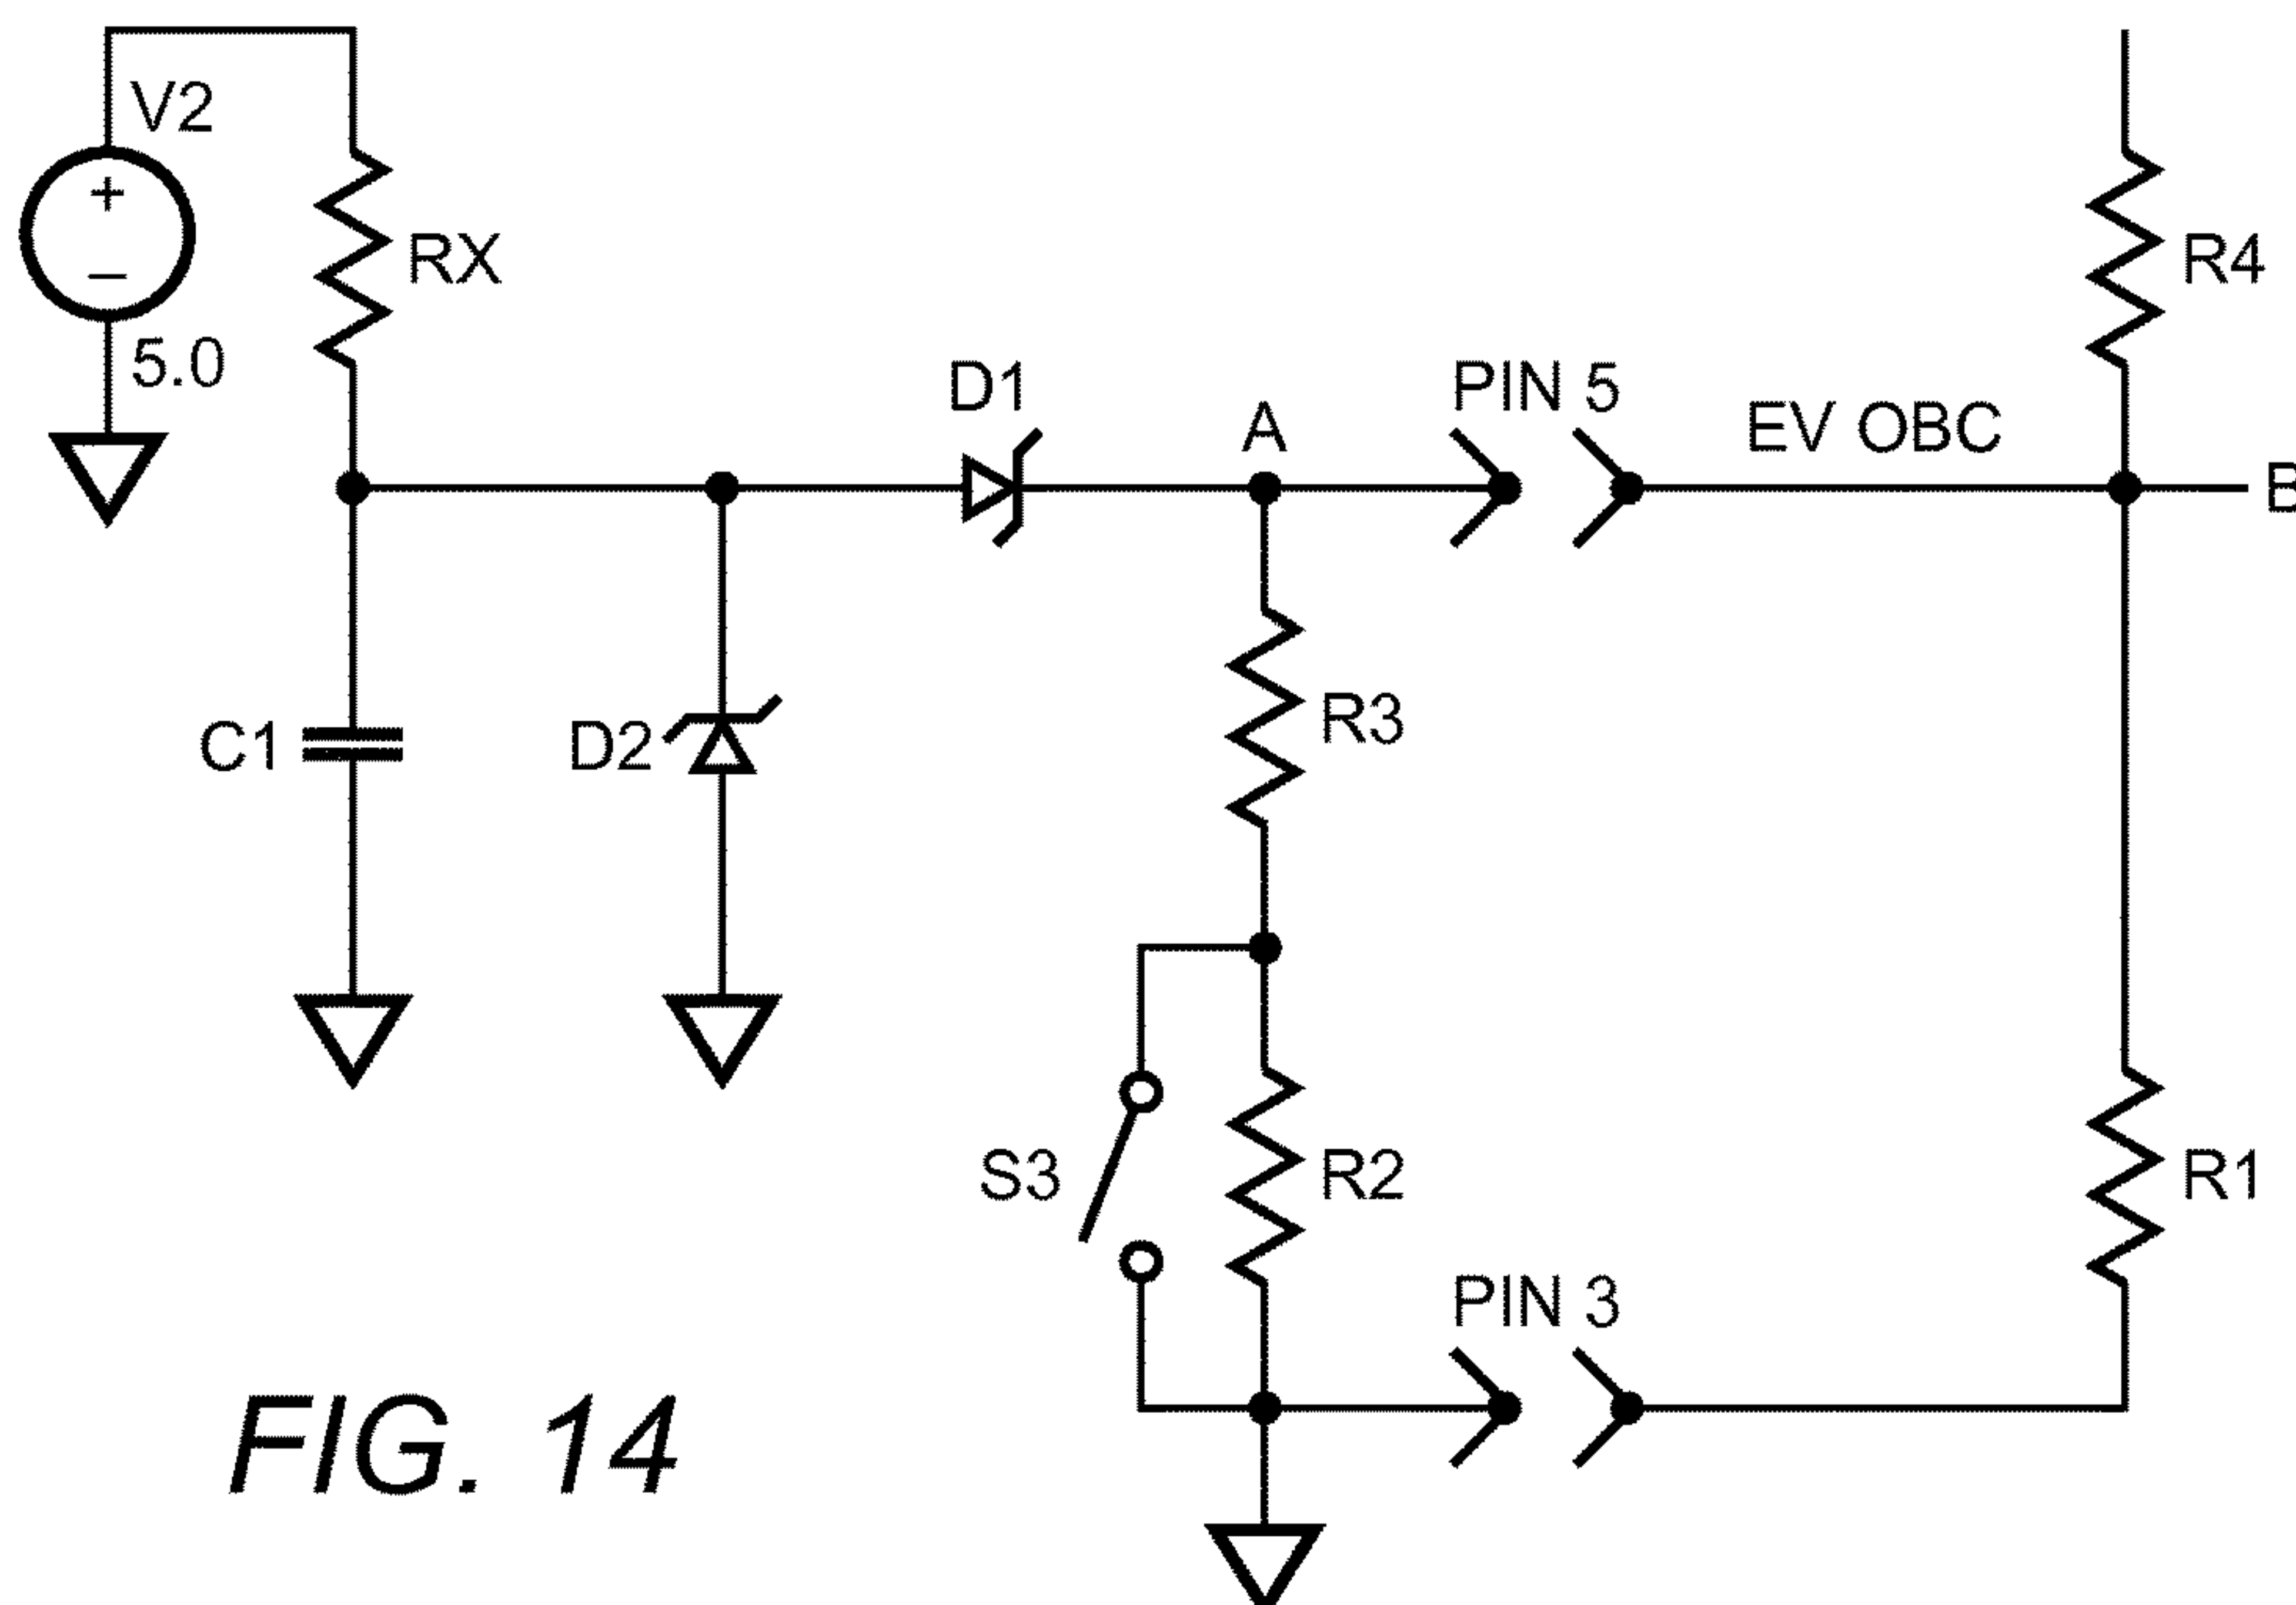 V2
+
–
5.0
RX
R4
D1
A
PIN 5
EV OBC
B
C1
D2
R3
S3
R2
R1
PIN 3
FIG. 14